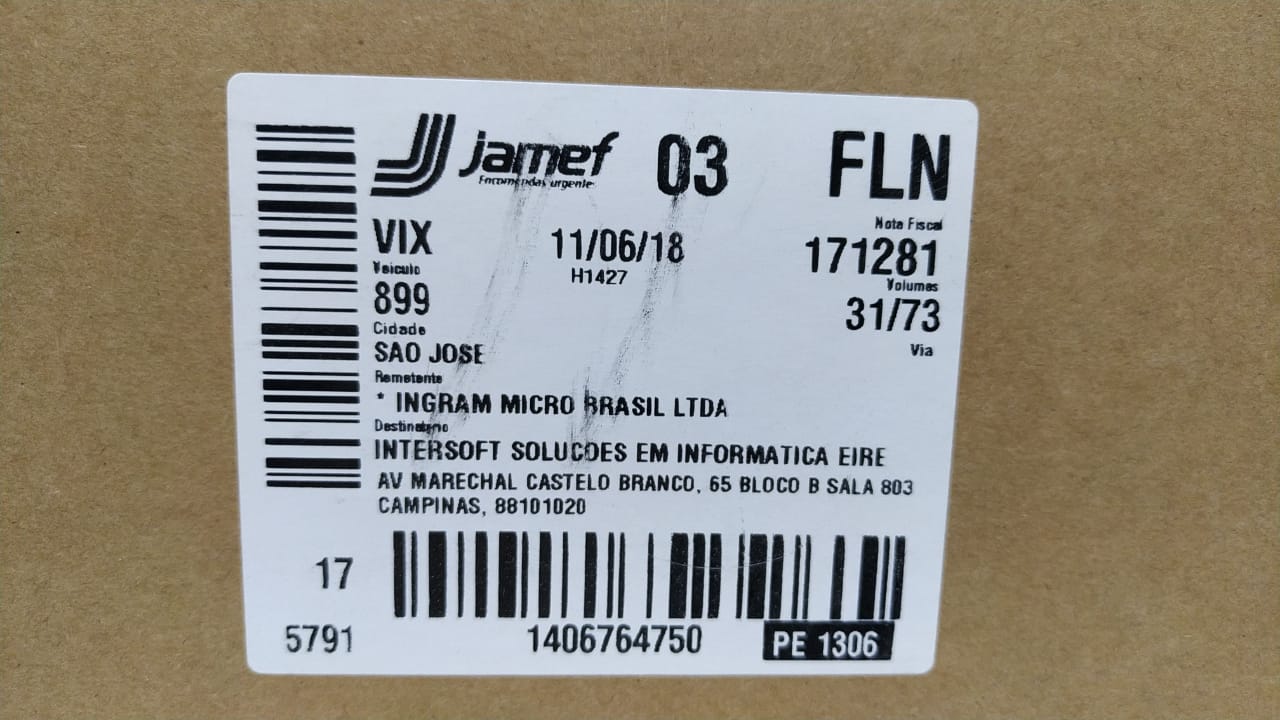 jamef 03 FLN
Encomendas urgentes
Nota Fiscal
VIX 11/06/18 171281
Veiculo H1427 Volumes
899 31/73
Cidade Via
SAO JOSE
Remetente
* INGRAM MICRO BRASIL LTDA
Destinatario
INTERSOFT SOLUCOES EM INFORMATICA EIRE
AV MARECHAL CASTELO BRANCO, 65 BLOCO B SALA 803
CAMPINAS, 88101020
17
5791 1406764750 PE 1306